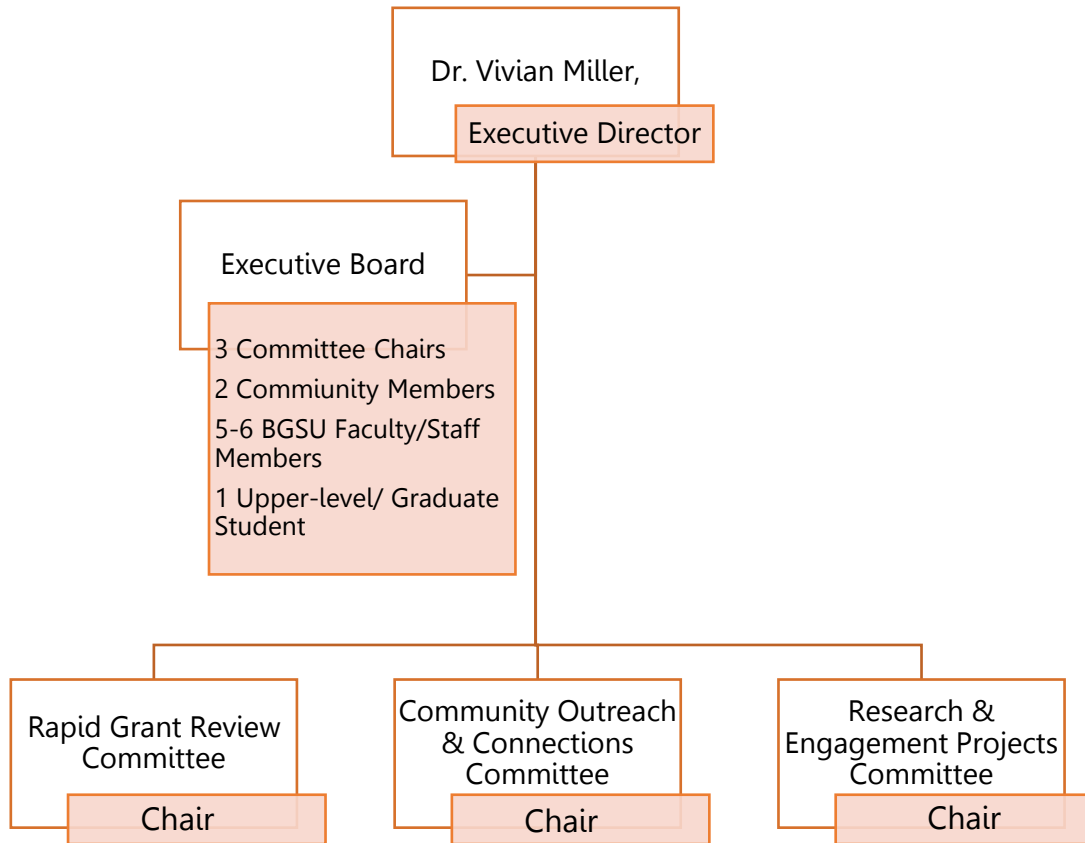 Dr. Vivian Miller,
Executive Director
Executive Board
3 Committee Chairs
2 Commiunity Members
5-6 BGSU Faculty/Staff
Members
1 Upper-level/ Graduate
Student
Rapid Grant Review
Committee
Chair
Community Outreach
& Connections
Committee
Chair
Research &
Engagement Projects
Committee
Chair